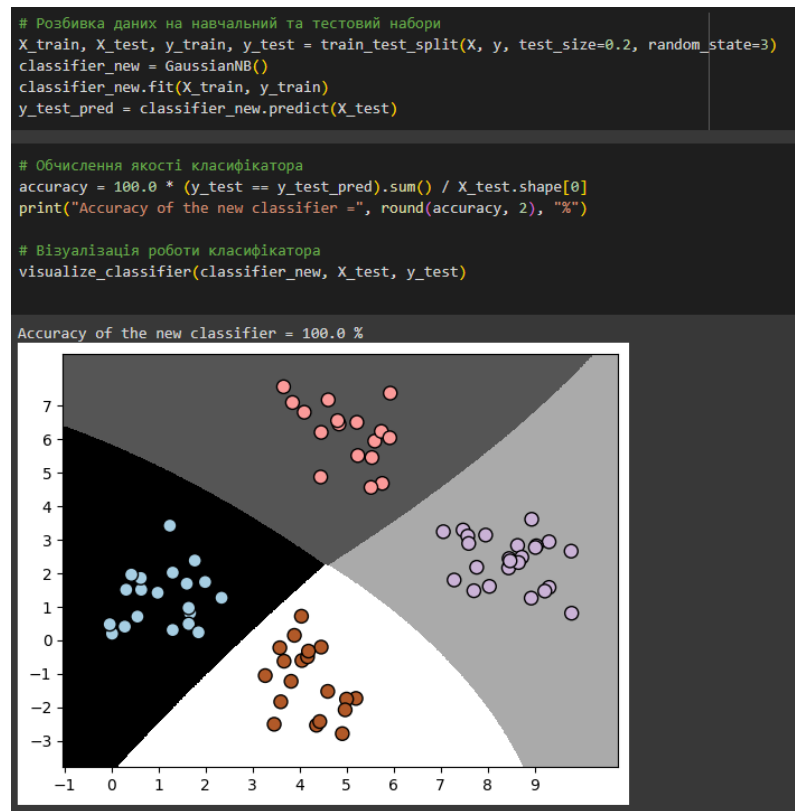 # Розбивка даних на навчальний та тестовий набори
X_train, X_test, y_train, y_test = train_test_split(X, y, test_size=0.2, random_state=3)
classifier_new = GaussianNB()
classifier_new.fit(X_train, y_train)
y_test_pred = classifier_new.predict(X_test)
# Обчислення якості класифікатора
accuracy = 100.0 * (y_test == y_test_pred).sum() / X_test.shape[0]
print("Accuracy of the new classifier =", round(accuracy, 2), "%")
# Візуалізація роботи класифікатора
visualize_classifier(classifier_new, X_test, y_test)
Accuracy of the new classifier = 100.0 %
7
6
5
4
3
2
1
0
−1
−2
−3
−1 0 1 2 3 4 5 6 7 8 9